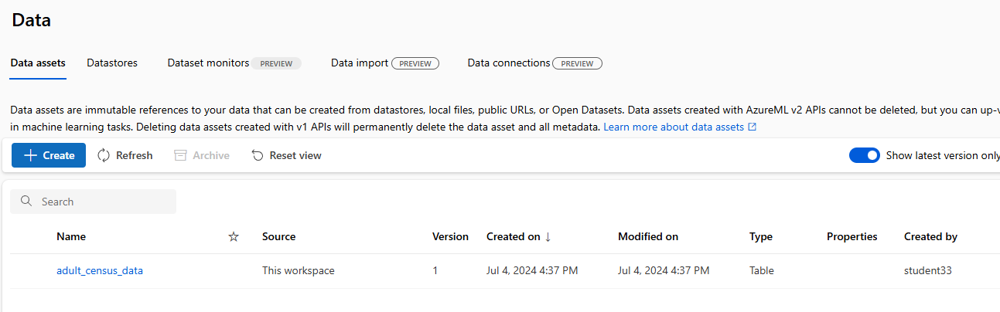 Data
Data assets Datastores Dataset monitors PREVIEW Data import PREVIEW Data connections PREVIEW
Data assets are immutable references to your data that can be created from datastores, local files, public URLs, or Open Datasets. Data assets created with AzureML v2 APIs cannot be deleted, but you can
in machine learning tasks. Deleting data assets created with v1 APIs will permanently delete the data asset and all metadata. Learn more about data assets
Create Refresh Archive Reset view Show latest version only
Search
Name Source Version Created on Modified on Type Properties Created by
adult_census_data This workspace 1 Jul 4, 2024 4:37 PM Jul 4, 2024 4:37 PM Table student33